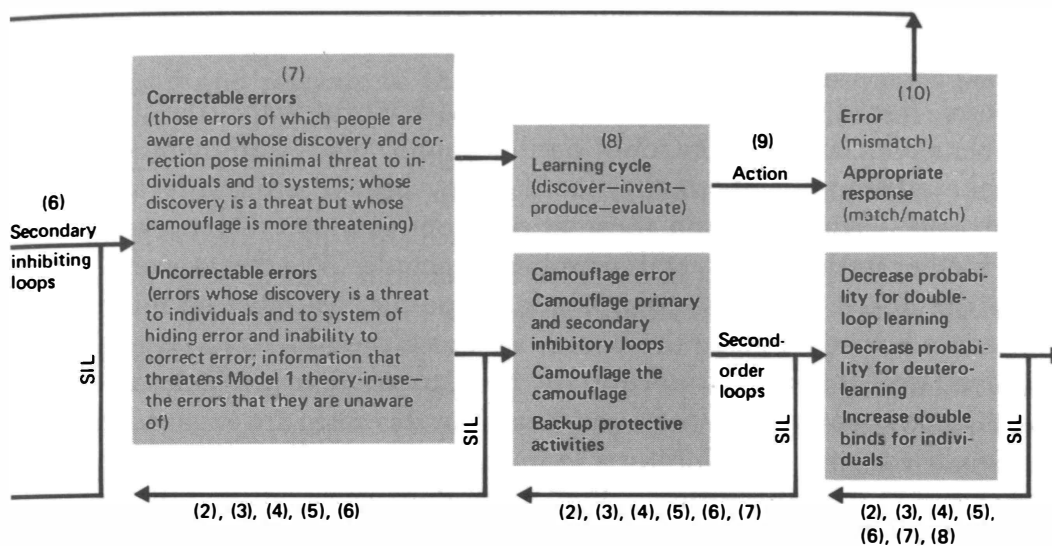 (6)
Secondary
inhibiting
loops
SIL
(7)
Correctable errors
(those errors of which people are
aware and whose discovery and cor-
rection pose minimal threat to in-
dividuals and to systems; whose
discovery is a threat but whose
camouflage is more threatening)
Uncorrectable errors
(errors whose discovery is a threat
to individuals and to system of
hiding error and inability to
correct error; information that
threatens Model 1 theory-in-use—
the errors that they are unaware
of)
SIL
(2), (3), (4), (5), (6)
(8)
Learning cycle
(discover—invent—
produce—evaluate)
Camouflage error
Camouflage primary
and secondary
inhibitory loops
Camouflage the
camouflage
Backup protective
activities
(9)
Action
Second-
order
loops
SIL
(2), (3), (4), (5), (6), (7)
(10)
Error
(mismatch)
Appropriate
response
(match/match)
Decrease probabi-
lity for double-
loop learning
Decrease probabi-
lity for deutero-
learning
Increase double
binds for indivi-
duals
SIL
(2), (3), (4), (5),
(6), (7), (8)